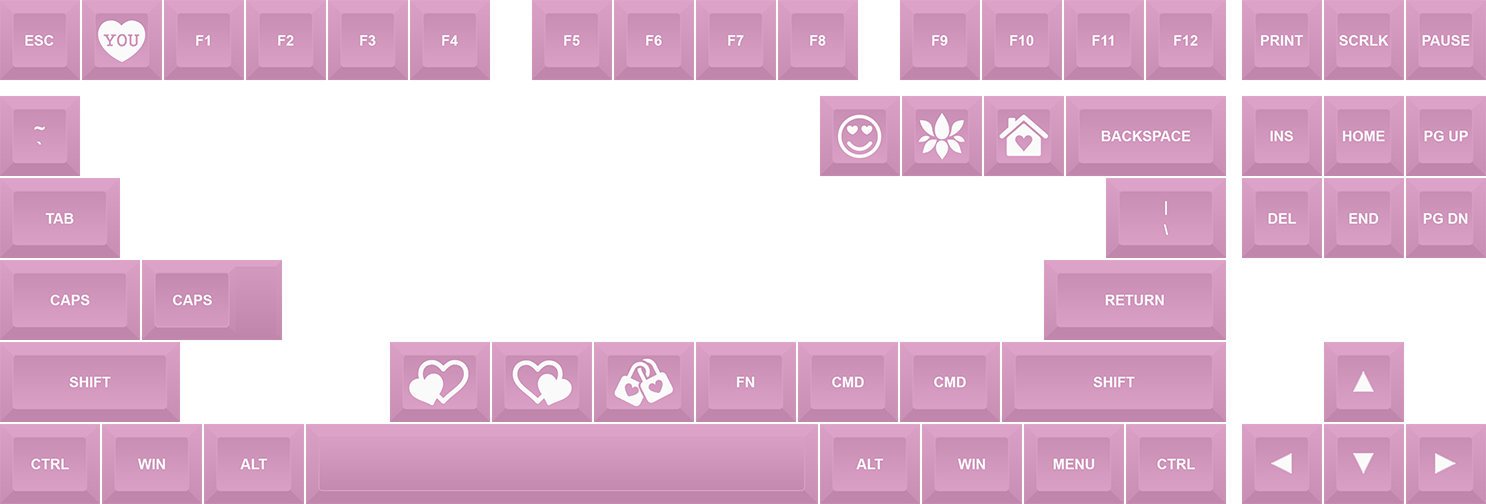 ESC YOU F1 F2 F3 F4 F5 F6 F7 F8 F9 F10 F11 F12 PRINT SCRLK PAUSE
~
`
BACKSPACE INS HOME PG UP
TAB
|
\
DEL END PG DN
CAPS CAPS RETURN
SHIFT FN CMD CMD SHIFT ▲
CTRL WIN ALT ALT WIN MENU CTRL ◀ ▼ ▶